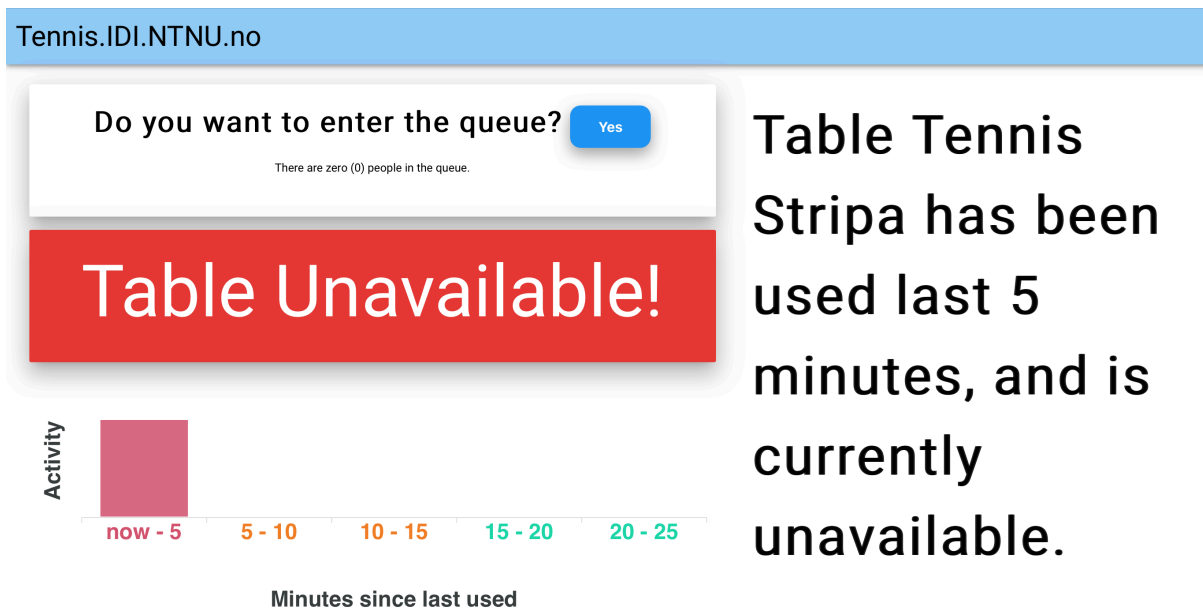 Tennis.IDI.NTNU.no
Do you want to enter the queue? Yes
There are zero (0) people in the queue.
Table Unavailable!
Activity
now - 5 5 - 10 10 - 15 15 - 20 20 - 25
Minutes since last used
Table Tennis
Stripa has been
used last 5
minutes, and is
currently
unavailable.